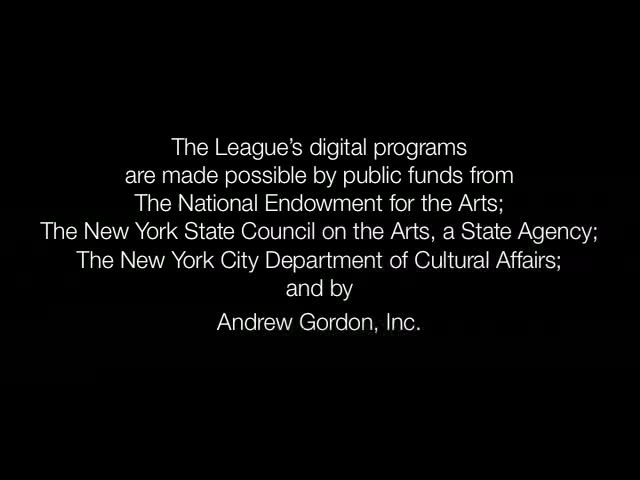 The League’s digital programs
are made possible by public funds from
The National Endowment for the Arts;
The New York State Council on the Arts, a State Agency;
The New York City Department of Cultural Affairs;
and by
Andrew Gordon, Inc.